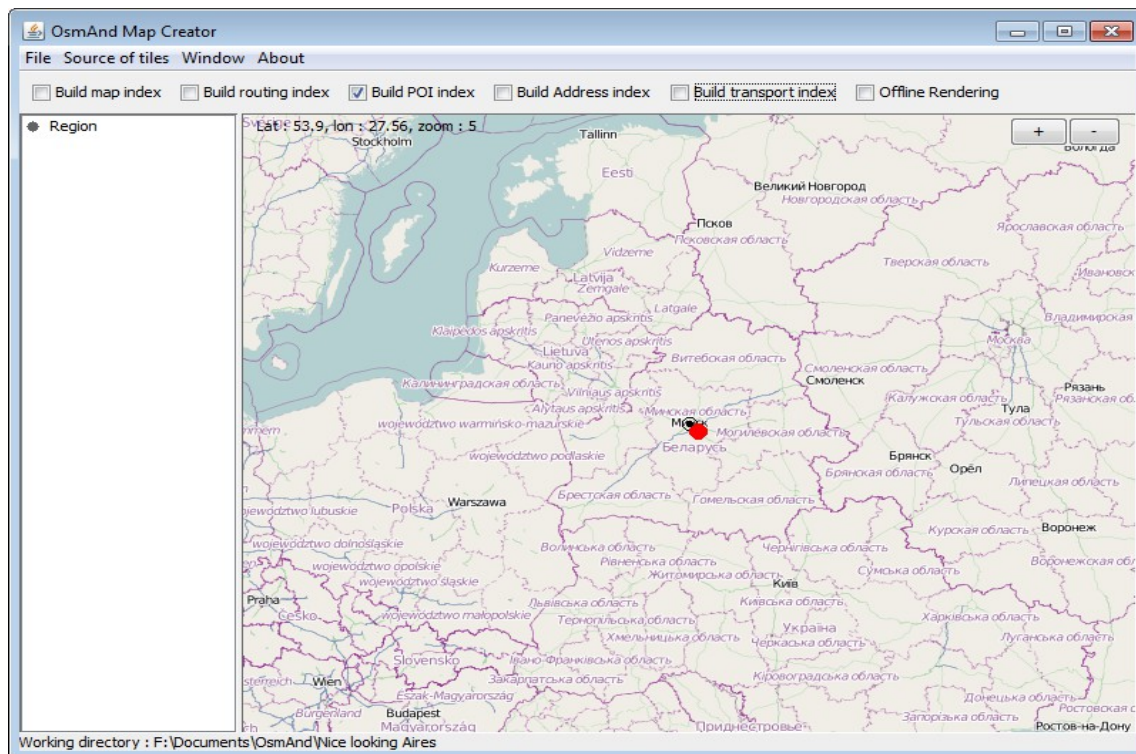 OsmAnd Map Creator
File Source of tiles Window About
Build map index Build routing index Build POI index Build Address index Build transport index Offline Rendering
Region
Lat : 53.9, lon : 27.56, zoom : 5
+ -
Sverige
Stockholm
Tallinn
Вологда
Eesti
Великий Новгород
Новгородская область
Псков
Псковская область
Ярославская область
Vidzeme
Kurzeme
Тверская область
Latvija
Zemgale
Latgale
Panevėžio apskritis
Владимирская
Klaipėdos apskritis
Utenos apskritis
Москва
Lietuva
Kauno apskritis
Витебская область
Смоленская область
Калининградская область
Vilniaus apskritis
Смоленск
Рязань
Калужская область
Рязанская об
Alytaus apskritis
Минская область
Тула
Тульская область
województwo warmińsko-mazurskie
Могилёвская область
Беларусь
województwo podlaskie
Брянск
Орёл
Брянская область
Липецкая область
Брестская область
Гомельская область
Warszawa
Polska
województwo lubuskie
Курская область
Воронеж
województwo dolnośląskie
Волинська область
Чернігівська область
Рівненська область
Воронежская об
województwo opolskie
Житомирська область
Сумська область
województwo śląskie
Київ
Praha
Львівська область
Київська область
Česko
województwo małopolskie
Тернопільська область
Україна
Харківська область
Хмельницька область
Черкаська область
Луганська область
Slovensko
Івано-Франківська область
Wien
Закарпатська область
Кіровоградська область
Észak-Magyarország
Донецька область
Burgenland
Budapest
Запорізька область
Ростовская о
Magyarország
Приднестровье
Ростов-на-Дону
Working directory : F:\Documents\OsmAnd\Nice looking Aires